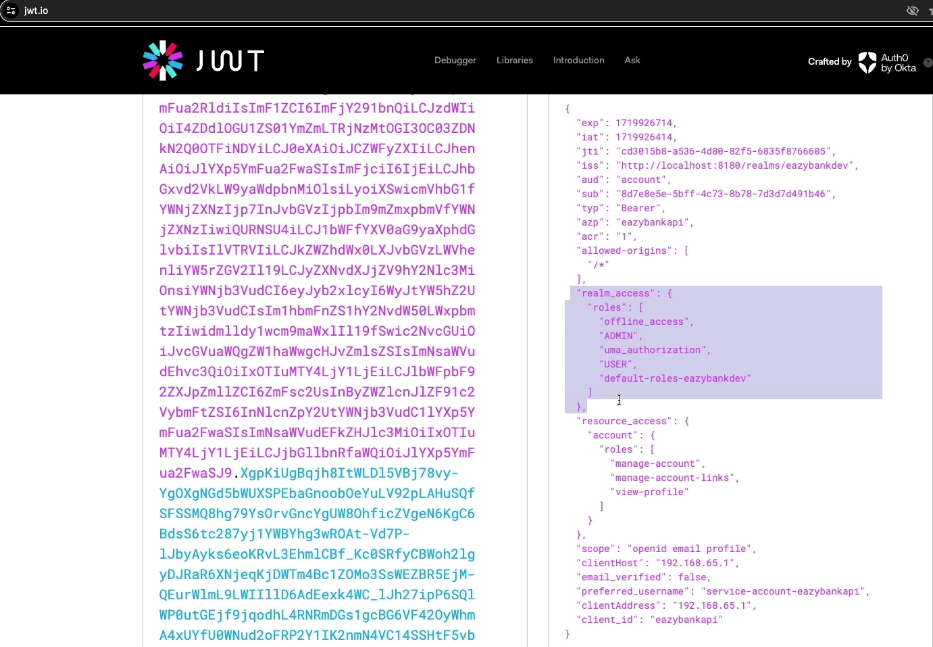 jwt.io
JWT
Debugger
Libraries
Introduction
Ask
Crafted by
Auth0
by Okta
mFua2RldiIsImF1ZCI6ImFjY291bnQiLCJzdWIi
OiI4ZDdlOGU1ZS01YmZmLTRjNzMtOGI3OC03ZDN
kN2Q0OTFiNDYiLCJ0eXAiOiJCZWFyZXIiLCJhen
AiOiJlYXp5YmFua2FwaSIsImFjciI6IjEiLCJhb
Gxvd2VkLW9yaWdpbnMiOlsiLyoiXSwicmVhbG1f
YWNjZXNzIjp7InJvbGVzIjpbIm9mZmxpbmVfYWN
jZXNzIiwiQURNSU4iLCJ1bWFfYXV0aG9yaXphdG
lvbiIsIlVTRVIiLCJkZWZhdWx0LXJvbGVzLWVhe
nliYW5rZGV2Il19LCJyZXNvdXJjZV9hY2Nlc3Mi
OnsiYWNjb3VudCI6eyJyb2xlcyI6WyJtYW5hZ2U
tYWNjb3VudCIsIm1hbmFnZS1hY2NvdW50LWxpbm
tzIiwidmlldy1wcm9maWxlIl19fSwic2NvcGUiO
iJvcGVuaWQgZW1haWwgcHJvZmlsZSIsImNsaWVu
dEhvc3QiOiIxOTIuMTY4LjY1LjEiLCJlbWFpbF9
2ZXJpZmllZCI6ZmFsc2UsInByZWZlcnJlZF91c2
VybmFtZSI6InNlcnZpY2UtYWNjb3VudC1lYXp5Y
mFua2FwaSIsImNsaWVudEFkZHJlc3MiOiIxOTIu
MTY4LjY1LjEiLCJjbGllbnRfaWQiOiJlYXp5YmF
ua2FwaSJ9.XgpKiUgBqjh8ItWLDl5VBj78vy-
YgOXgNGd5bWUXSPEbaGnoobOeYuLV92pLAHuSQf
SFSSMQ8hg79YsOrvGncYgUW8OhficZVgeN6KgC6
BdsS6tc287yj1YWBYhg3wROAt-Vd7P-
lJbyAyks6eoKRvL3EhmlCBf_Kc0SRfyCBWoh2lg
yDJRaR6XNjeqKjDWTm4Bc1ZOMo3SsWEZBR5EjM-
QEurWlmL9LWIIllD6AdEexk4WC_lJh27ipP6SQl
WP0utGEjf9jqodhL4RNRmDGs1gcBG6VF42OyWhm
A4xUYfU0WNud2oFRP2Y1IK2nmN4VC14SSHtF5vb
{
"exp": 1719926714,
"iat": 1719926414,
"jti": "cd3015b8-a536-4d80-82f5-6835f8766605",
"iss": "http://localhost:8180/realms/eazybankdev",
"aud": "account",
"sub": "8d7e8e5e-5bff-4c73-8b78-7d3d7d491b46",
"typ": "Bearer",
"azp": "eazybankapi",
"acr": "1",
"allowed-origins": [
"/*"
],
"realm_access": {
"roles": [
"offline_access",
"ADMIN",
"uma_authorization",
"USER",
"default-roles-eazybankdev"
]
},
"resource_access": {
"account": {
"roles": [
"manage-account",
"manage-account-links",
"view-profile"
]
}
},
"scope": "openid email profile",
"clientHost": "192.168.65.1",
"email_verified": false,
"preferred_username": "service-account-eazybankapi",
"clientAddress": "192.168.65.1",
"client_id": "eazybankapi"
}